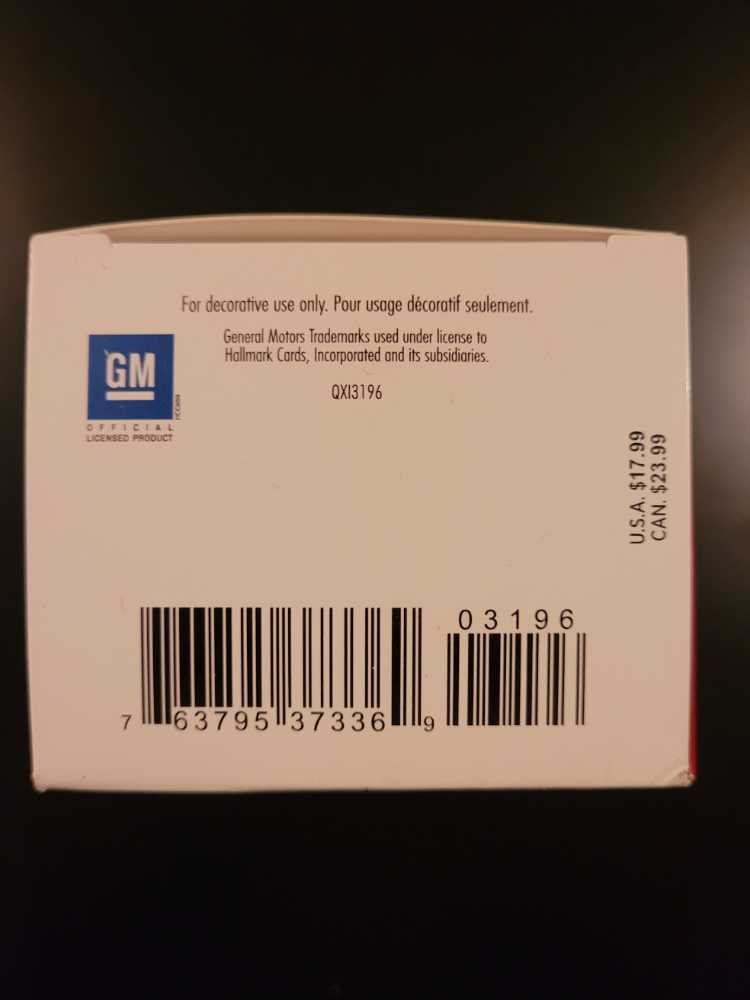 For decorative use only. Pour usage décoratif seulement.
General Motors Trademarks used under license to
Hallmark Cards, Incorporated and its subsidiaries.
QXI3196
GM
OFFICIAL
LICENSED PRODUCT
U.S.A. $17.99
CAN. $23.99
03196
7 63795 37336 9